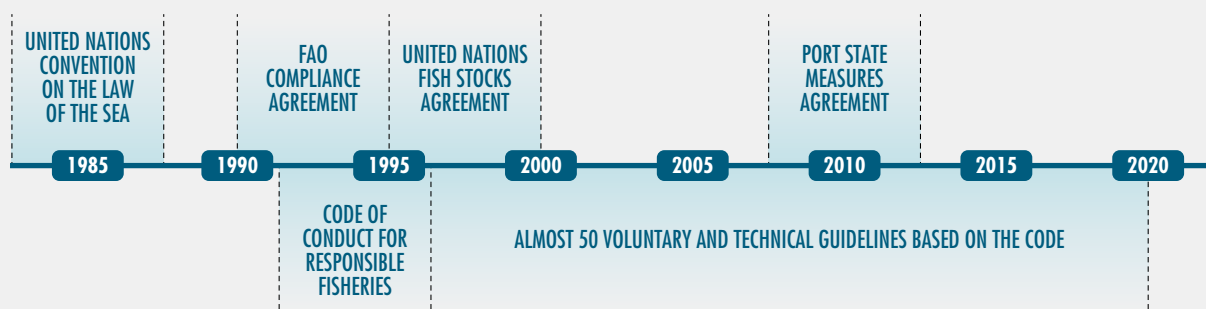 UNITED NATIONS
CONVENTION
ON THE LAW
OF THE SEA
FAO
COMPLIANCE
AGREEMENT
UNITED NATIONS
FISH STOCKS
AGREEMENT
PORT STATE
MEASURES
AGREEMENT
1985 1990 1995 2000 2005 2010 2015 2020
CODE OF
CONDUCT FOR
RESPONSIBLE
FISHERIES
ALMOST 50 VOLUNTARY AND TECHNICAL GUIDELINES BASED ON THE CODE